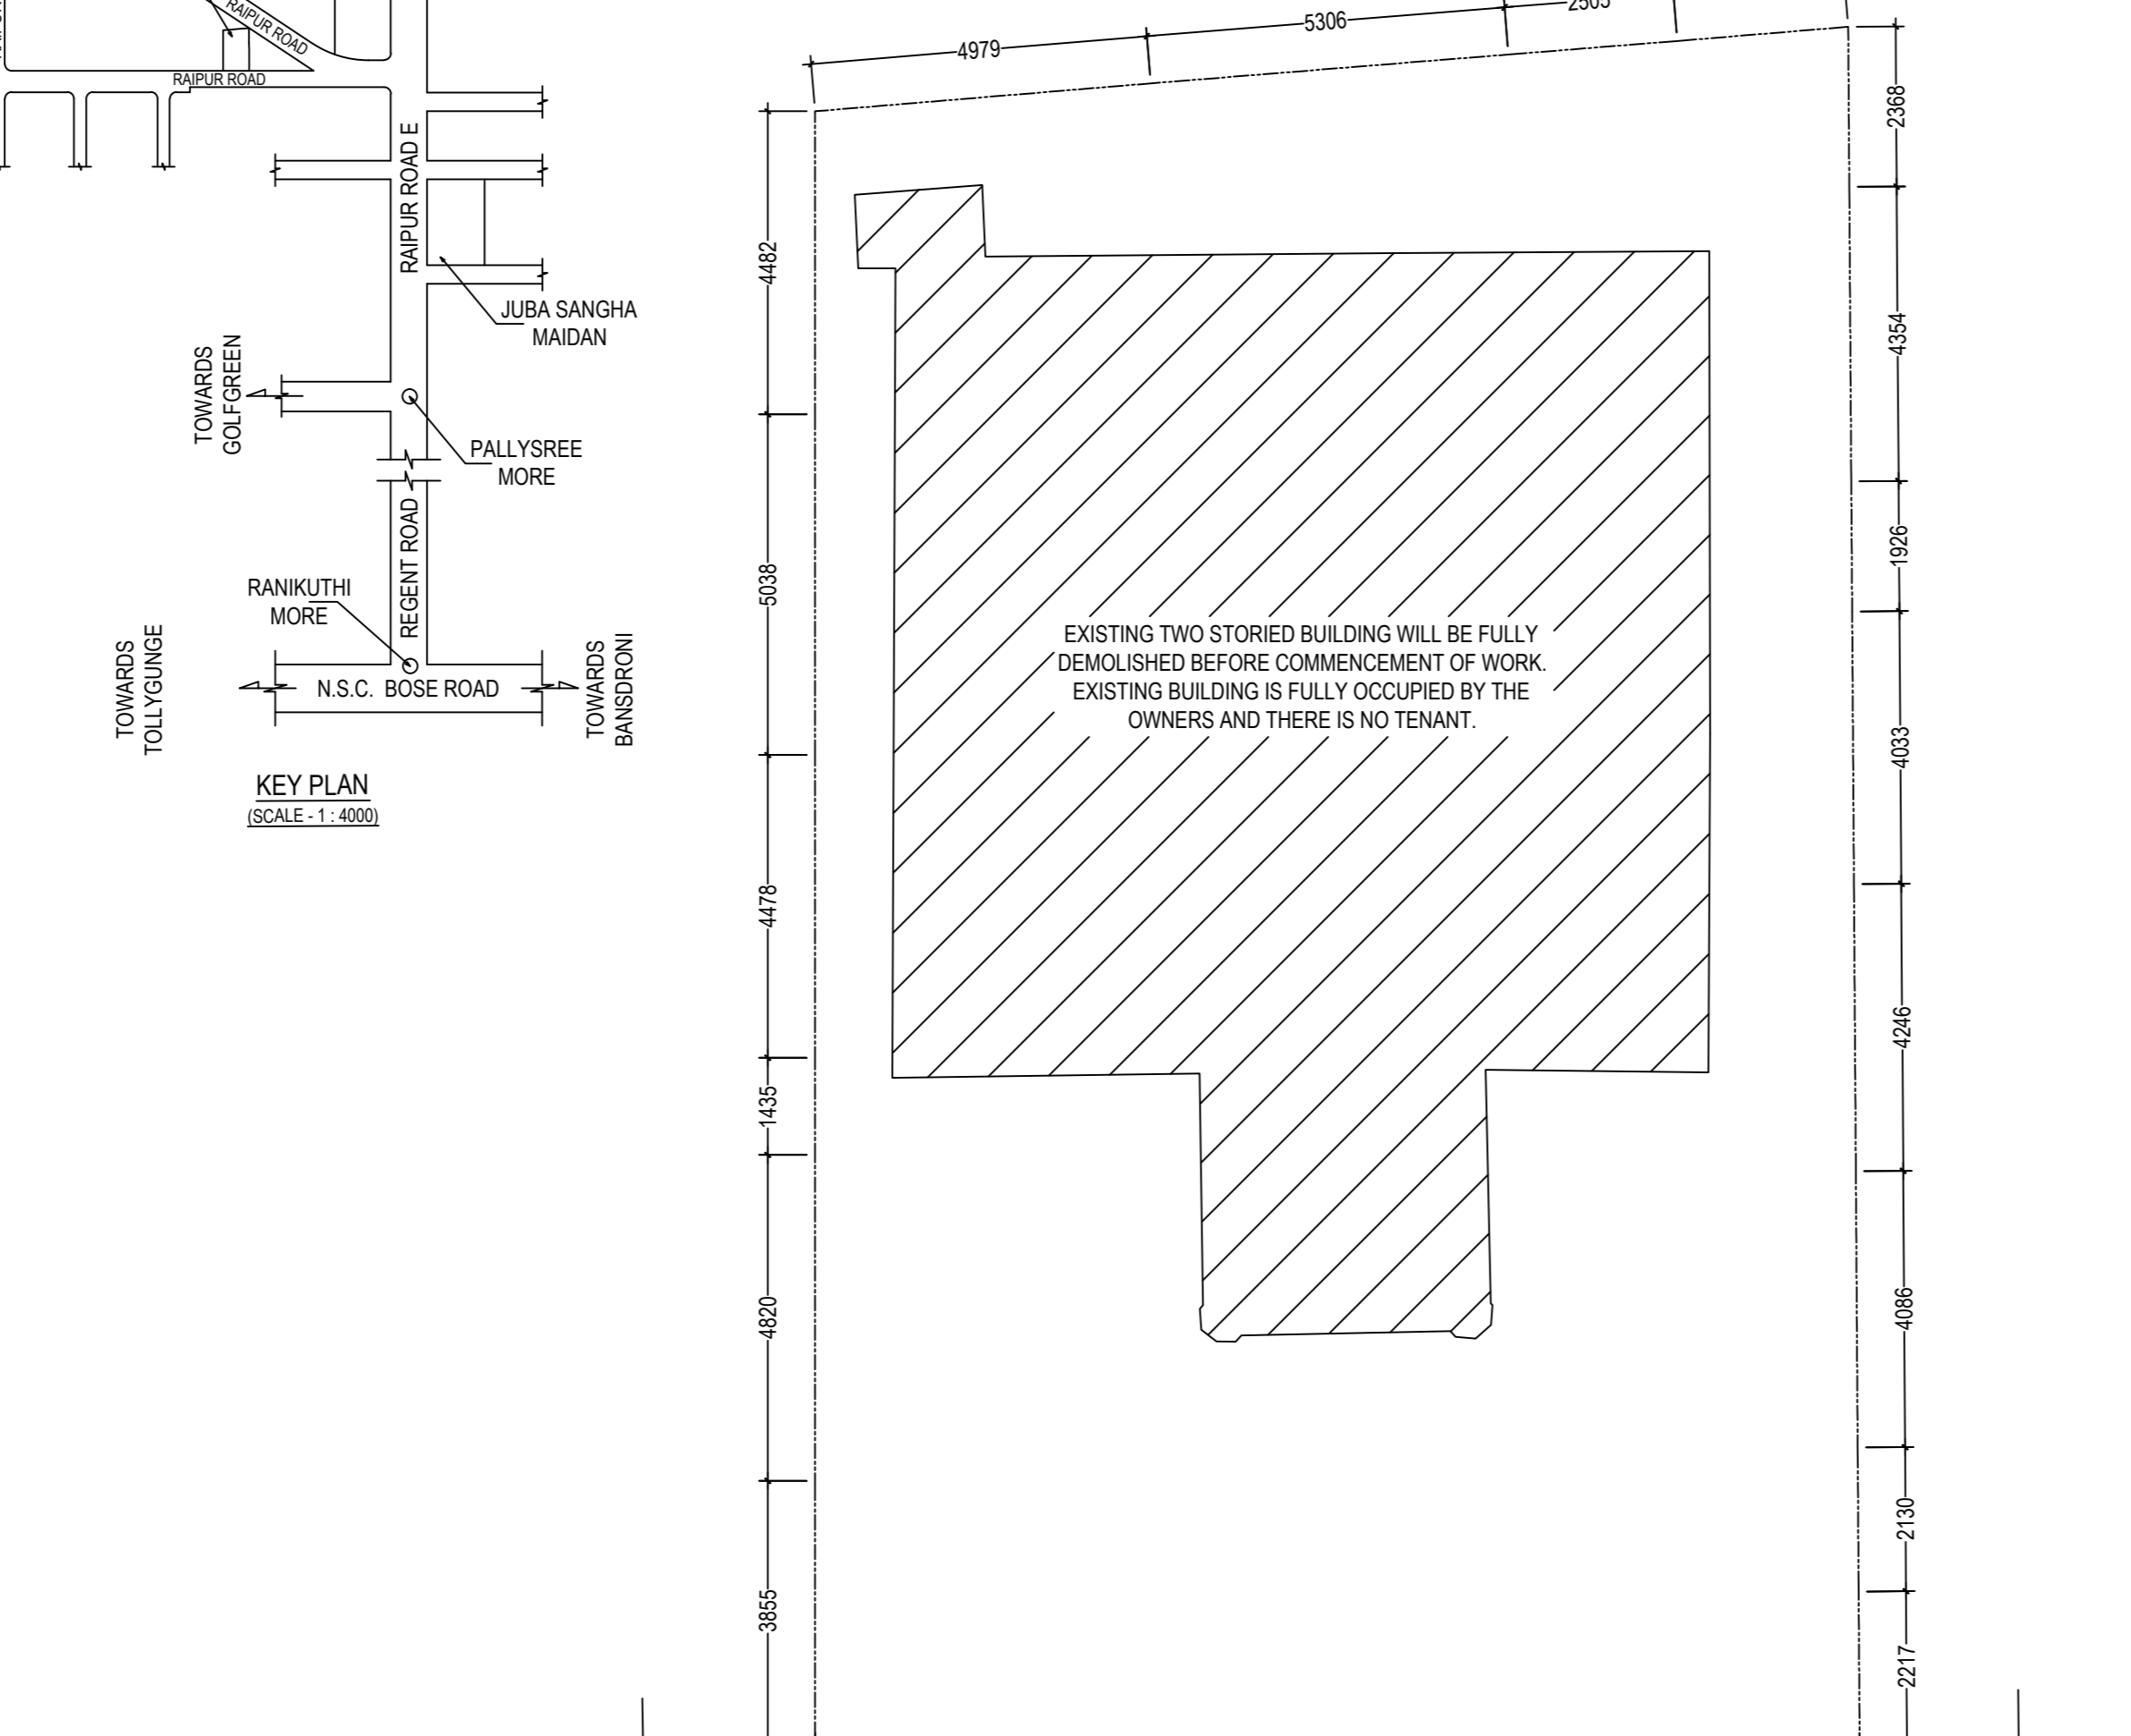 RAIPUR ROAD
RAIPUR ROAD
RAIPUR ROAD E
JUBA SANGHA
MAIDAN
TOWARDS
GOLFGREEN
PALLYSREE
MORE
REGENT ROAD
RANIKUTHI
MORE
TOWARDS
TOLLYGUNGE
N.S.C. BOSE ROAD
TOWARDS
BANSDRONI
KEY PLAN
(SCALE - 1 : 4000)
4979
5306
2505
4482
5038
4478
1435
4820
3855
EXISTING TWO STORIED BUILDING WILL BE FULLY
DEMOLISHED BEFORE COMMENCEMENT OF WORK.
EXISTING BUILDING IS FULLY OCCUPIED BY THE
OWNERS AND THERE IS NO TENANT.
2368
4354
1926
4033
4246
4086
2130
2217